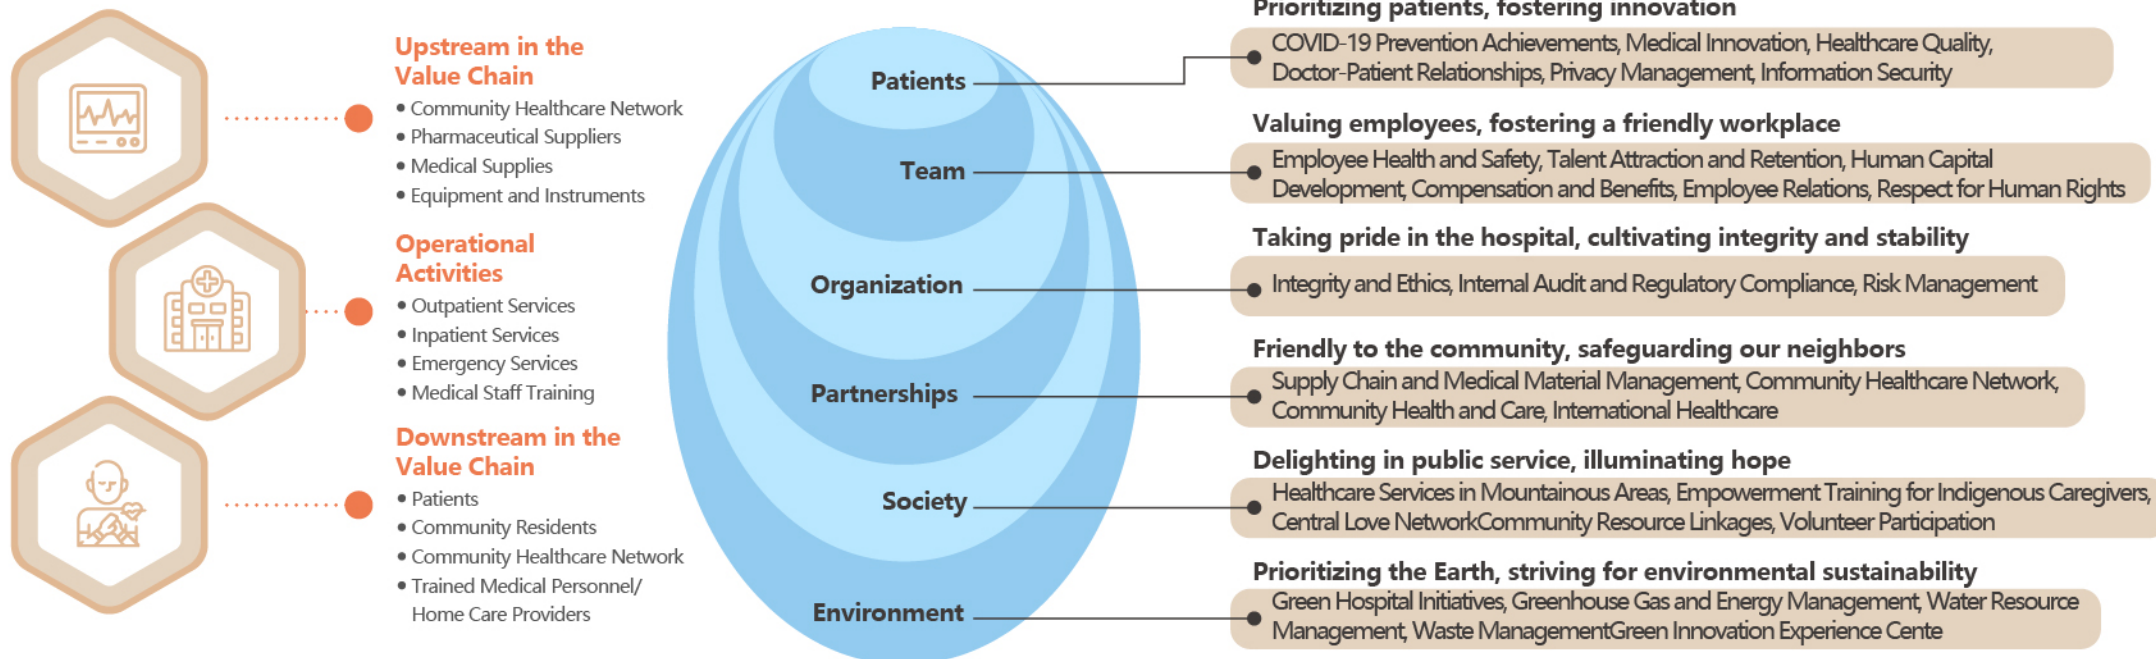 Upstream in the
Value Chain
• Community Healthcare Network
• Pharmaceutical Suppliers
• Medical Supplies
• Equipment and Instruments
Operational
Activities
• Outpatient Services
• Inpatient Services
• Emergency Services
• Medical Staff Training
Downstream in the
Value Chain
• Patients
• Community Residents
• Community Healthcare Network
• Trained Medical Personnel/
Home Care Providers
Patients
Prioritizing patients, fostering innovation
COVID-19 Prevention Achievements, Medical Innovation, Healthcare Quality,
Doctor-Patient Relationships, Privacy Management, Information Security
Team
Valuing employees, fostering a friendly workplace
Employee Health and Safety, Talent Attraction and Retention, Human Capital
Development, Compensation and Benefits, Employee Relations, Respect for Human Rights
Organization
Taking pride in the hospital, cultivating integrity and stability
Integrity and Ethics, Internal Audit and Regulatory Compliance, Risk Management
Partnerships
Friendly to the community, safeguarding our neighbors
Supply Chain and Medical Material Management, Community Healthcare Network,
Community Health and Care, International Healthcare
Society
Delighting in public service, illuminating hope
Healthcare Services in Mountainous Areas, Empowerment Training for Indigenous Caregivers,
Central Love NetworkCommunity Resource Linkages, Volunteer Participation
Environment
Prioritizing the Earth, striving for environmental sustainability
Green Hospital Initiatives, Greenhouse Gas and Energy Management, Water Resource
Management, Waste ManagementGreen Innovation Experience Cente